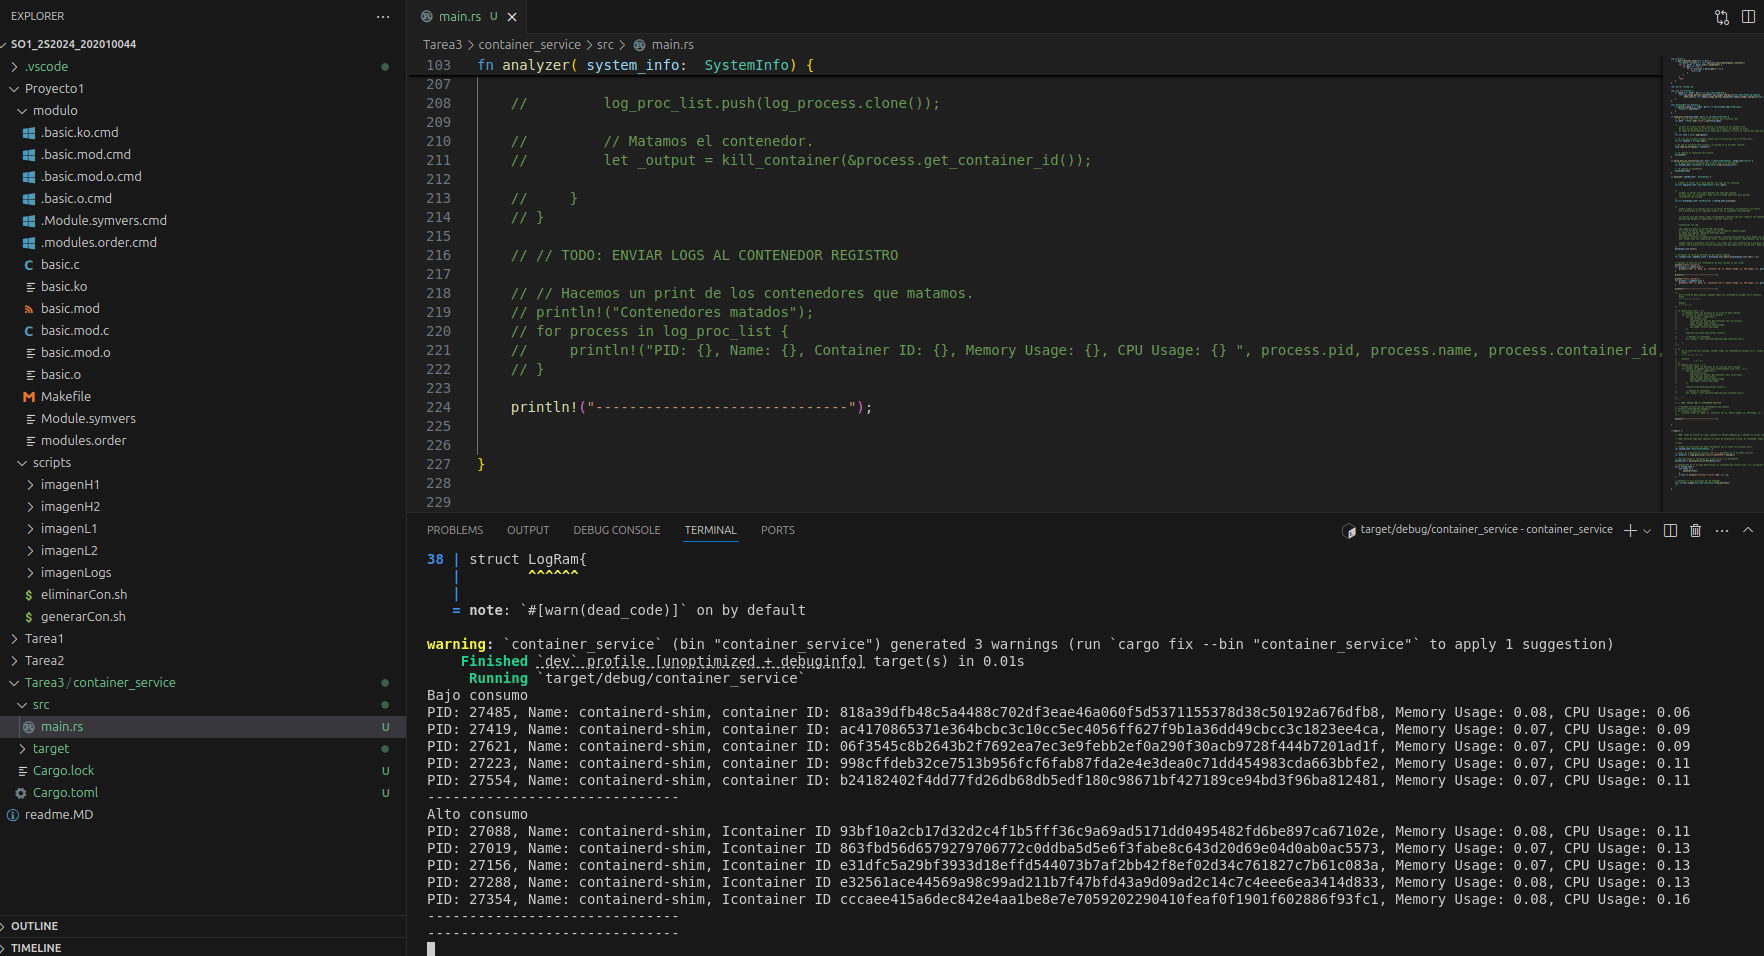 EXPLORER
SO1_2S2024_202010044
.vscode
Proyecto1
modulo
.basic.ko.cmd
.basic.mod.cmd
.basic.mod.o.cmd
.basic.o.cmd
.Module.symvers.cmd
.modules.order.cmd
basic.c
basic.ko
basic.mod
basic.mod.c
basic.mod.o
basic.o
Makefile
Module.symvers
modules.order
scripts
imagenH1
imagenH2
imagenL1
imagenL2
imagenLogs
eliminarCon.sh
generarCon.sh
Tarea1
Tarea2
Tarea3/container_service
src
main.rs U
target
Cargo.lock U
Cargo.toml U
readme.MD
OUTLINE
TIMELINE
main.rs U
Tarea3 > container_service > src > main.rs
103 fn analyzer( system_info: SystemInfo) {
207
208 // log_proc_list.push(log_process.clone());
209
210 // // Matamos el contenedor.
211 // let _output = kill_container(&process.get_container_id());
212
213 // }
214 // }
215
216 // // TODO: ENVIAR LOGS AL CONTENEDOR REGISTRO
217
218 // // Hacemos un print de los contenedores que matamos.
219 // println!("Contenedores matados");
220 // for process in log_proc_list {
221 // println!("PID: {}, Name: {}, Container ID: {}, Memory Usage: {}, CPU Usage: {} ", process.pid, process.name, process.container_id,
222 // }
223
224 println!("------------------------------");
225
226
227 }
228
229
PROBLEMS OUTPUT DEBUG CONSOLE TERMINAL PORTS
target/debug/container_service - container_service
38 | struct LogRam{
| ^^^^^^
|
= note: `#[warn(dead_code)]` on by default
warning: `container_service` (bin "container_service") generated 3 warnings (run `cargo fix --bin "container_service"` to apply 1 suggestion)
Finished `dev` profile [unoptimized + debuginfo] target(s) in 0.01s
Running `target/debug/container_service`
Bajo consumo
PID: 27485, Name: containerd-shim, container ID: 818a39dfb48c5a4488c702df3eae46a060f5d5371155378d38c50192a676dfb8, Memory Usage: 0.08, CPU Usage: 0.06
PID: 27419, Name: containerd-shim, container ID: ac4170865371e364bcbc3c10cc5ec4056ff627f9b1a36dd49cbcc3c1823ee4ca, Memory Usage: 0.07, CPU Usage: 0.09
PID: 27621, Name: containerd-shim, container ID: 06f3545c8b2643b2f7692ea7ec3e9febb2ef0a290f30acb9728f444b7201ad1f, Memory Usage: 0.07, CPU Usage: 0.09
PID: 27223, Name: containerd-shim, container ID: 998cffdeb32ce7513b956fcf6fab87fda2e4e3dea0c71dd454983cda663bbfe2, Memory Usage: 0.07, CPU Usage: 0.11
PID: 27554, Name: containerd-shim, container ID: b24182402f4dd77fd26db68db5edf180c98671bf427189ce94bd3f96ba812481, Memory Usage: 0.07, CPU Usage: 0.11
------------------------------
Alto consumo
PID: 27088, Name: containerd-shim, Icontainer ID 93bf10a2cb17d32d2c4f1b5fff36c9a69ad5171dd0495482fd6be897ca67102e, Memory Usage: 0.08, CPU Usage: 0.11
PID: 27019, Name: containerd-shim, Icontainer ID 863fbd56d6579279706772c0ddba5d5e6f3fabe8c643d20d69e04d0ab0ac5573, Memory Usage: 0.07, CPU Usage: 0.13
PID: 27156, Name: containerd-shim, Icontainer ID e31dfc5a29bf3933d18effd544073b7af2bb42f8ef02d34c761827c7b61c083a, Memory Usage: 0.07, CPU Usage: 0.13
PID: 27288, Name: containerd-shim, Icontainer ID e32561ace44569a98c99ad211b7f47bfd43a9d09ad2c14c7c4eee6ea3414d833, Memory Usage: 0.08, CPU Usage: 0.13
PID: 27354, Name: containerd-shim, Icontainer ID cccaee415a6dec842e4aa1be8e7e7059202290410feaf0f1901f602886f93fc1, Memory Usage: 0.08, CPU Usage: 0.16
------------------------------
------------------------------